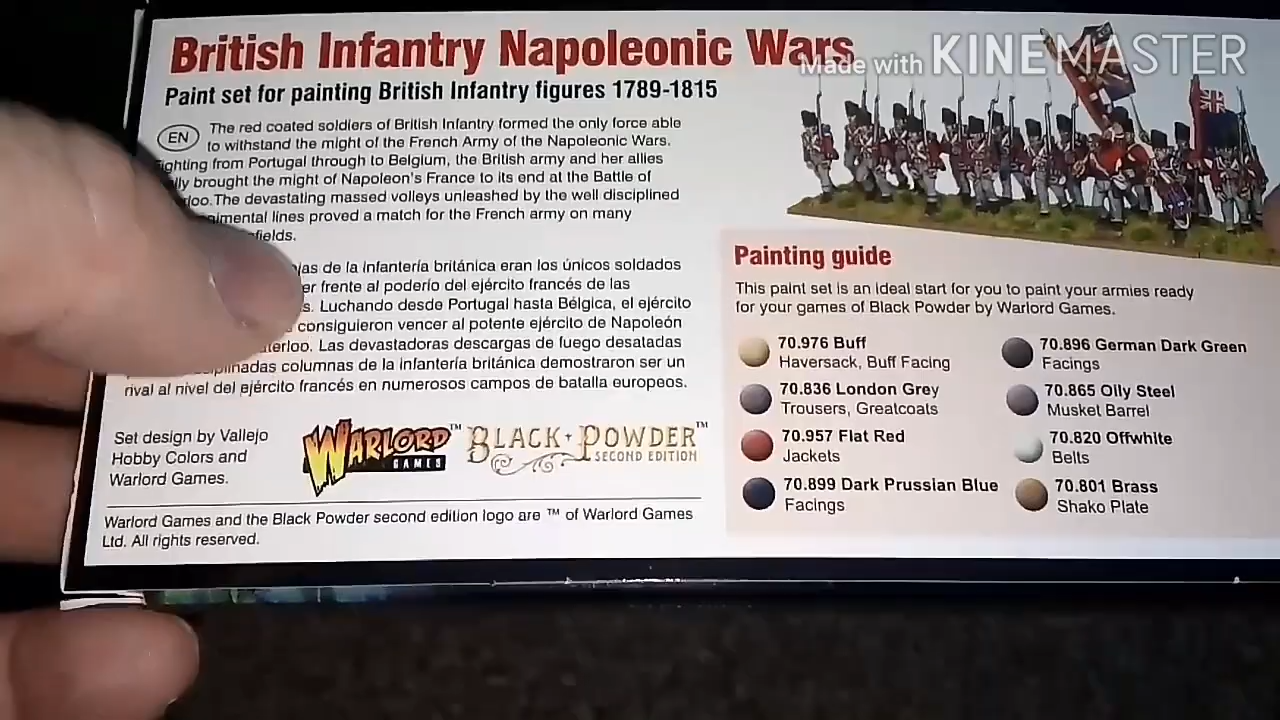 British Infantry Napoleonic Wars
Made with KINEMASTER
Paint set for painting British Infantry figures 1789-1815
EN
The red coated soldiers of British Infantry formed the only force able
to withstand the might of the French Army of the Napoleonic Wars.
ighting from Portugal through to Belgium, the British army and her allies
lly brought the might of Napoleon's France to its end at the Battle of
loo. The devastating massed volleys unleashed by the well disciplined
gimental lines proved a match for the French army on many
fields.
jas de la infantería británica eran los únicos soldados
er frente al poderío del ejército francés de las
s. Luchando desde Portugal hasta Bélgica, el ejército
consiguieron vencer al potente ejército de Napoleón
terloo. Las devastadoras descargas de fuego desatadas
plinadas columnas de la infantería británica demostraron ser un
rival al nivel del ejército francés en numerosos campos de batalla europeos.
Set design by Vallejo
Hobby Colors and
Warlord Games.
WARLORD™
GAMES
BLACK POWDER™
SECOND EDITION
Warlord Games and the Black Powder second edition logo are ™ of Warlord Games
Ltd. All rights reserved.
Painting guide
This paint set is an ideal start for you to paint your armies ready
for your games of Black Powder by Warlord Games.
70.976 Buff
Haversack, Buff Facing
70.836 London Grey
Trousers, Greatcoats
70.957 Flat Red
Jackets
70.899 Dark Prussian Blue
Facings
70.896 German Dark Green
Facings
70.865 Oily Steel
Musket Barrel
70.820 Offwhite
Belts
70.801 Brass
Shako Plate